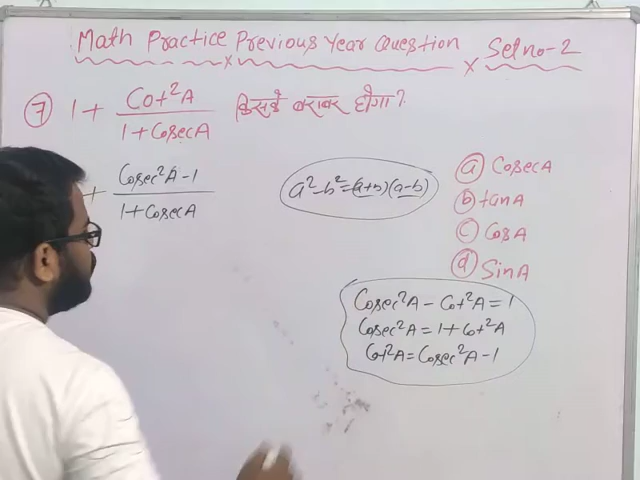 Math Practice Previous Year Question Set no-2
⑦ 1 + Cot²A / 1 + CosecA किसके बराबर होगा?
+ Cosec²A - 1 / 1 + CosecA
a² - b² = (a+b) (a-b)
ⓐ CosecA
ⓑ tanA
ⓒ CosA
ⓓ SinA
Cosec²A - Cot²A = 1
Cosec²A = 1 + Cot²A
Cot²A = Cosec²A - 1